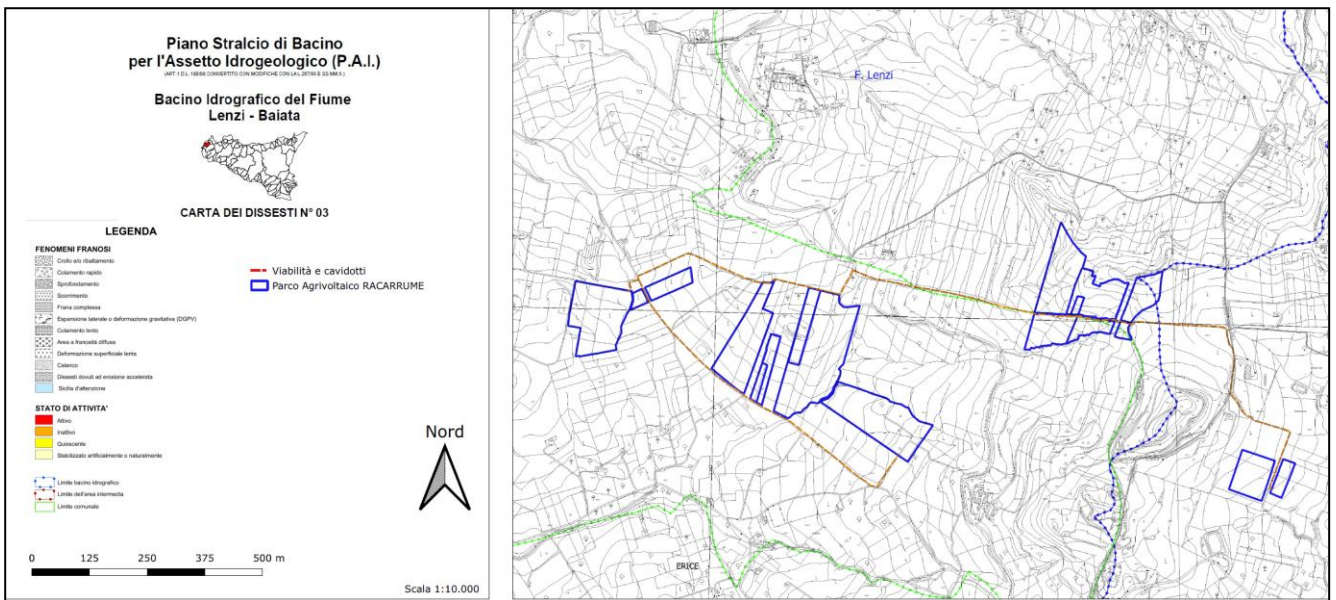 Piano Stralcio di Bacino
per l'Assetto Idrogeologico (P.A.I.)
Bacino Idrografico del Fiume
Lenzi - Baiata
CARTA DEI DISSESTI N° 03
LEGENDA
FENOMENI FRANOSI
Crollo e/o ribaltamento
Colamento rapido
Sprofondamento
Scorrimento
Frana complessa
Espansione laterale o deformazione gravitativa (DGPV)
Colamento lento
Area a franosità diffusa
Deformazione superficiale lenta
Calanco
Dissesti dovuti ad erosione accelerata
Sicilia d'attenzione
STATO DI ATTIVITA'
Attivo
Inattivo
Quiescente
Stabilizzato artificialmente o naturalmente
Limite bacino idrografico
Limite dell'area intermedia
Limite comunale
Viabilità e cavidotti
Parco Agrivoltaico RACARRUME
Nord
0 125 250 375 500 m
Scala 1:10.000
F. Lenzi
ERICE